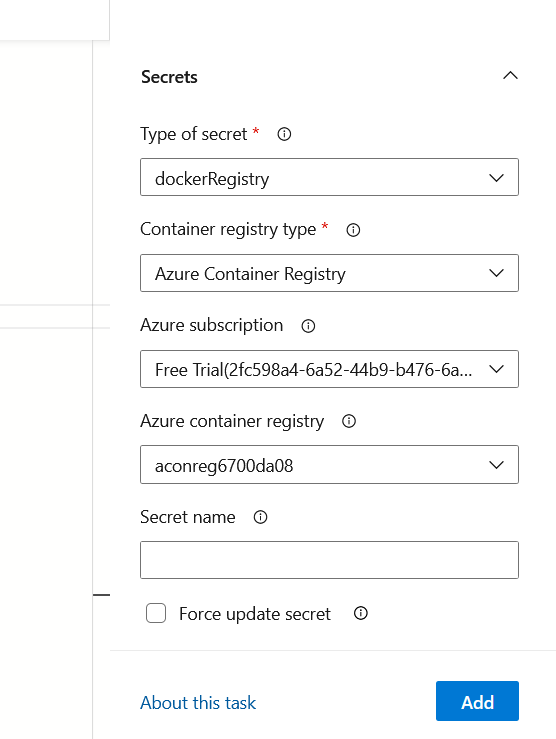 Secrets
Type of secret *
dockerRegistry
Container registry type *
Azure Container Registry
Azure subscription
Free Trial(2fc598a4-6a52-44b9-b476-6a...
Azure container registry
aconreg6700da08
Secret name
Force update secret
About this task
Add